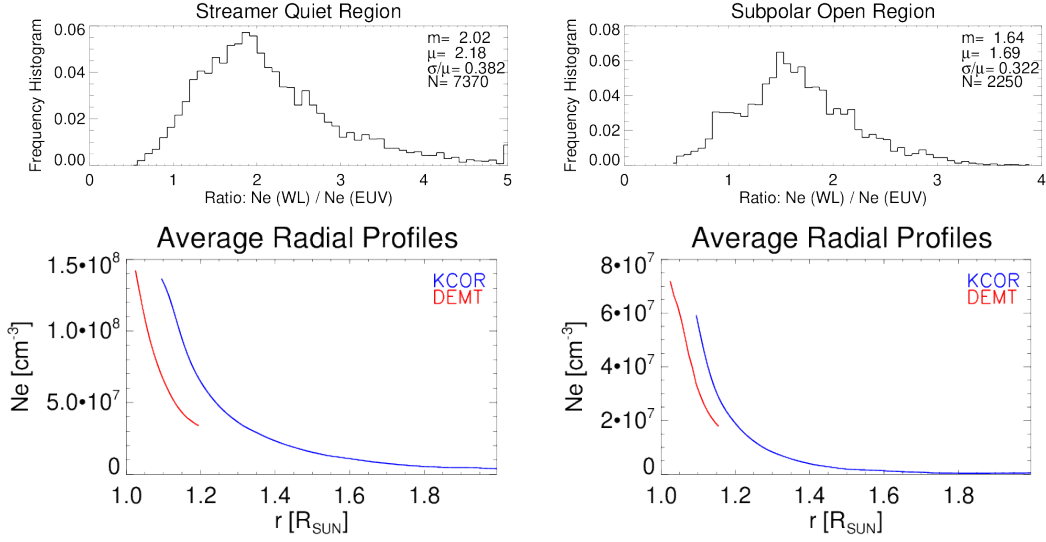 Streamer Quiet Region
Frequency Histogram
0.06
0.04
0.02
0.00
m= 2.02
μ= 2.18
σ/μ= 0.382
N= 7370
0 1 2 3 4 5
Ratio: Ne (WL) / Ne (EUV)
Subpolar Open Region
Frequency Histogram
0.08
0.06
0.04
0.02
0.00
m= 1.64
μ= 1.69
σ/μ= 0.322
N= 2250
0 1 2 3 4
Ratio: Ne (WL) / Ne (EUV)
Average Radial Profiles
Ne [cm⁻³]
1.5•10⁸
1.0•10⁸
5.0•10⁷
0
KCOR
DEMT
1.0 1.2 1.4 1.6 1.8
r [R_SUN]
Average Radial Profiles
Ne [cm⁻³]
8•10⁷
6•10⁷
4•10⁷
2•10⁷
0
KCOR
DEMT
1.0 1.2 1.4 1.6 1.8
r [R_SUN]